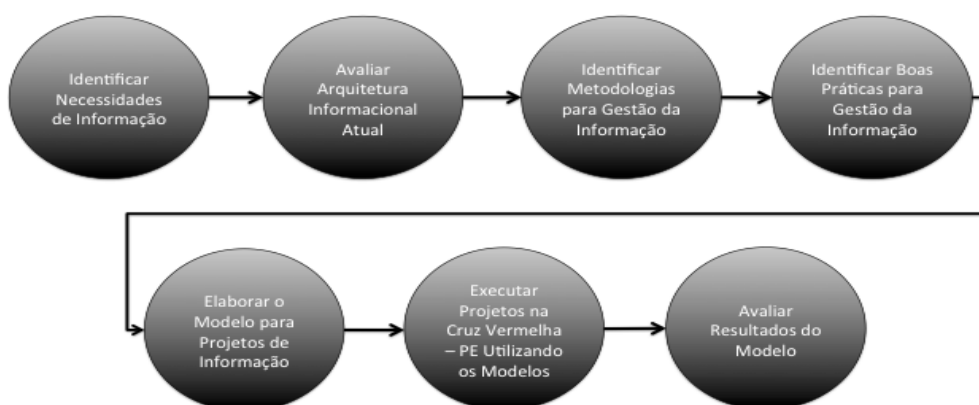 Identificar
Necessidades
de Informação
Avaliar
Arquitetura
Informacional
Atual
Identificar
Metodologias
para Gestão da
Informação
Identificar Boas
Práticas para
Gestão da
Informação
Elaborar o
Modelo para
Projetos de
Informação
Executar
Projetos na
Cruz Vermelha
– PE Utilizando
os Modelos
Avaliar
Resultados do
Modelo